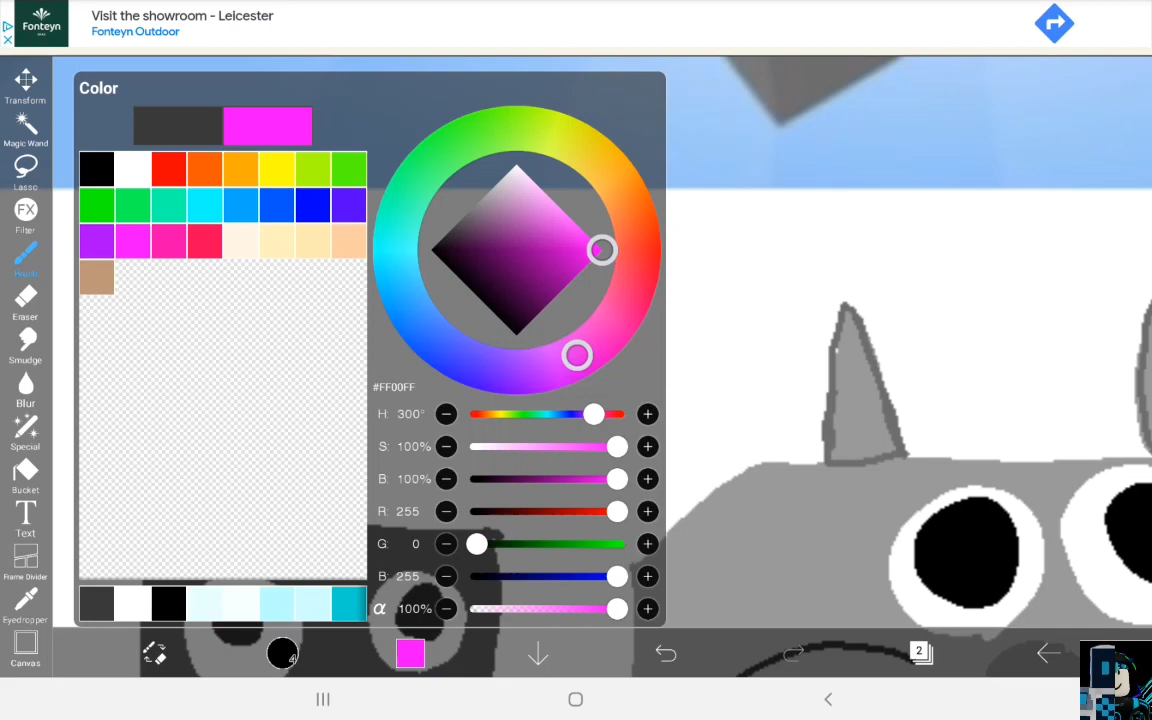 Fonteyn
Visit the showroom - Leicester
Fonteyn Outdoor
Color
Transform
Magic Wand
Lasso
FX
Filter
Brush
Eraser
Smudge
Blur
Special
Bucket
T
Text
Frame Divider
Eyedropper
Canvas
#FF00FF
H: 300°
S: 100%
B: 100%
R: 255
G: 0
B: 255
α 100%
4
2